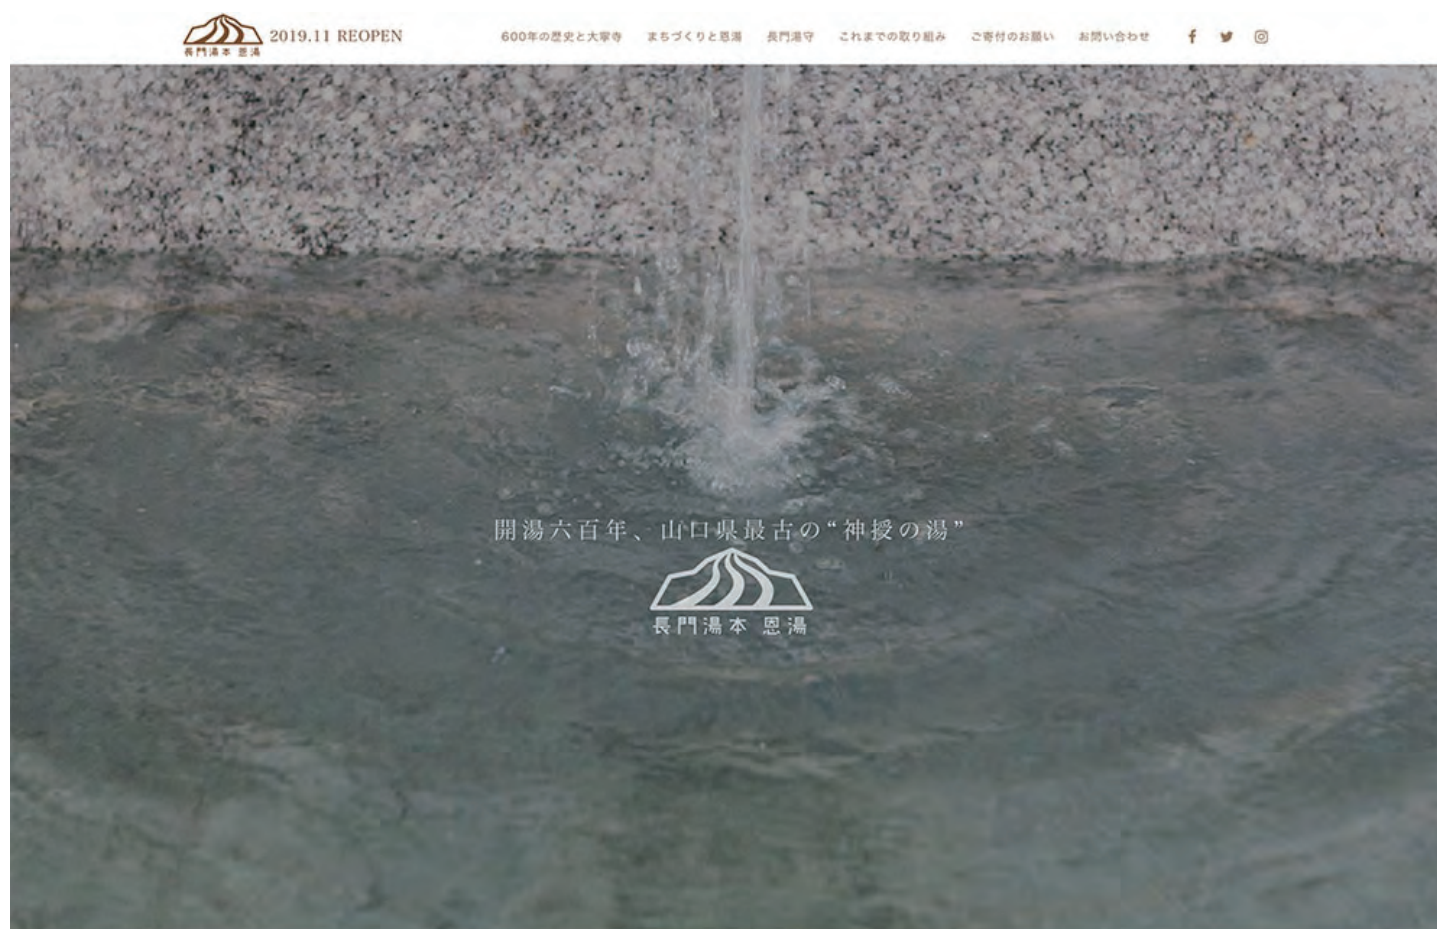 長門湯本 恩湯
2019.11 REOPEN
600年の歴史と大寧寺
まちづくりと恩湯
長門湯守
これまでの取り組み
ご寄付のお願い
お問い合わせ
開湯六百年、山口県最古の“神授の湯”
長門湯本 恩湯